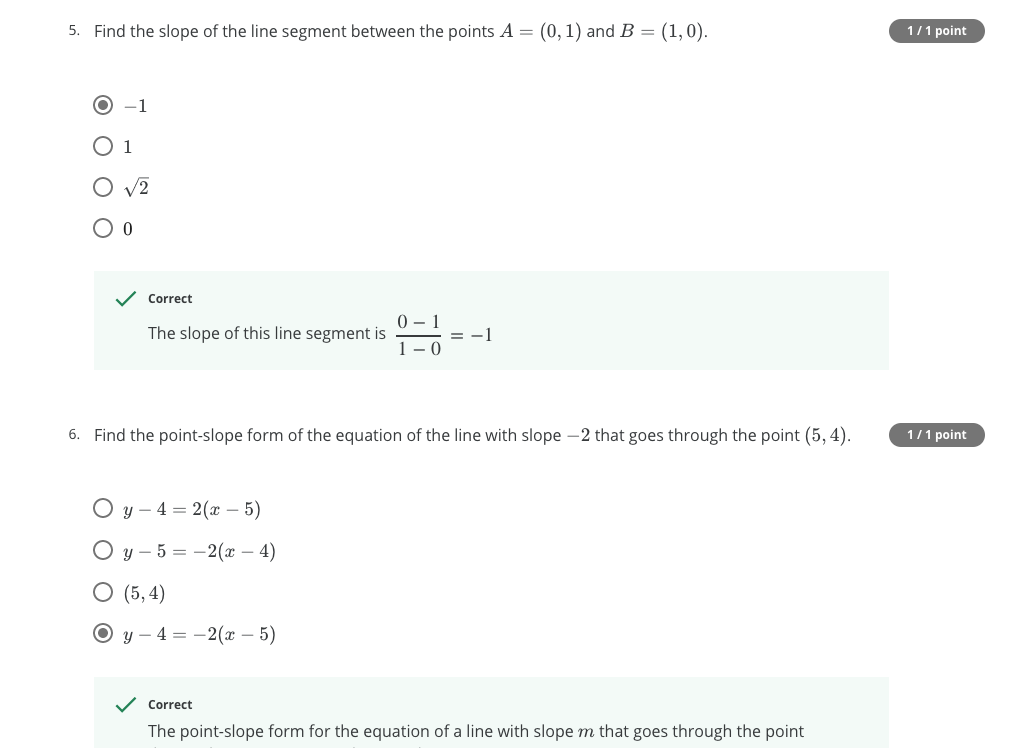 5. Find the slope of the line segment between the points A = (0, 1) and B = (1, 0).
1 / 1 point
−1
1
√2
0
Correct
The slope of this line segment is (0 − 1)/(1 − 0) = −1
6. Find the point-slope form of the equation of the line with slope −2 that goes through the point (5, 4).
1 / 1 point
y − 4 = 2(x − 5)
y − 5 = −2(x − 4)
(5, 4)
y − 4 = −2(x − 5)
Correct
The point-slope form for the equation of a line with slope m that goes through the point